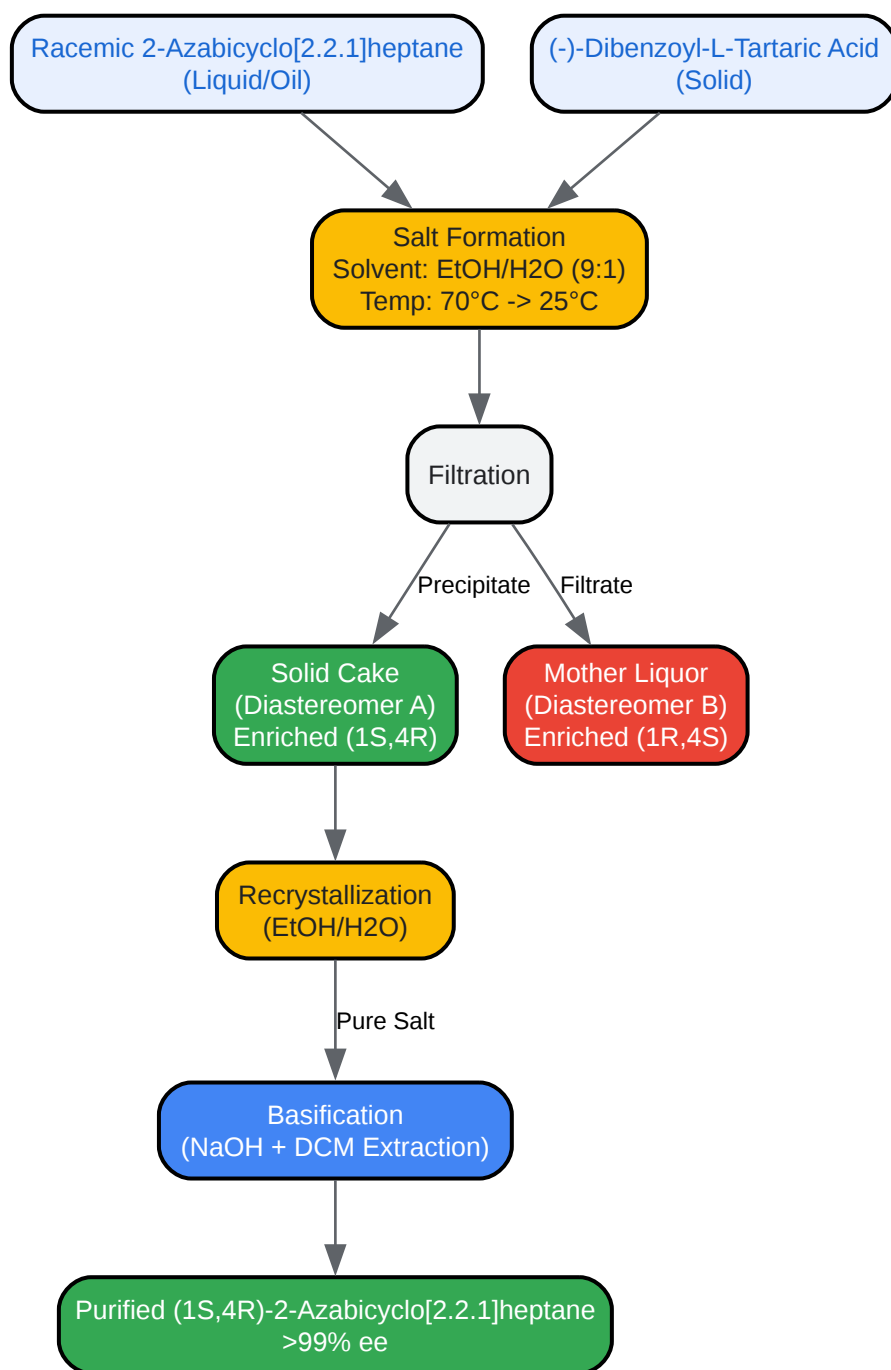 Racemic 2-Azabicyclo[2.2.1]heptane
(Liquid/Oil)
(-)-Dibenzoyl-L-Tartaric Acid
(Solid)
Salt Formation
Solvent: EtOH/H2O (9:1)
Temp: 70°C -> 25°C
Filtration
Precipitate
Filtrate
Solid Cake
(Diastereomer A)
Enriched (1S,4R)
Mother Liquor
(Diastereomer B)
Enriched (1R,4S)
Recrystallization
(EtOH/H2O)
Pure Salt
Basification
(NaOH + DCM Extraction)
Purified (1S,4R)-2-Azabicyclo[2.2.1]heptane
>99% ee